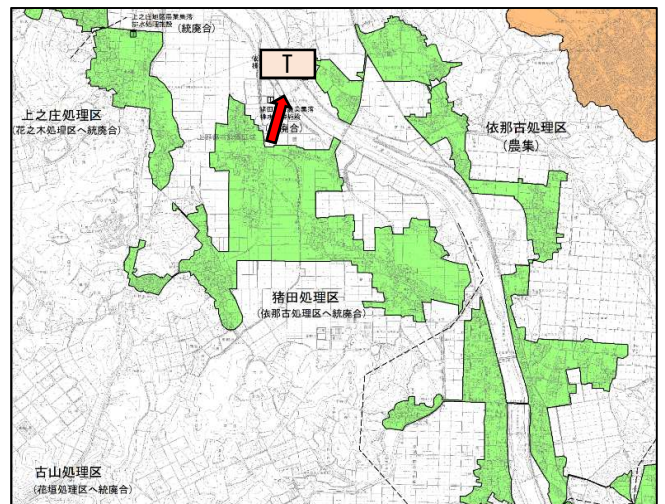 上之庄地区農業集落
排水処理施設
(統廃合)
T
上之庄処理区
(花之木処理区へ統廃合)
依那古処理区
(農集)
廃合)
猪田処理区
(依那古処理区へ統廃合)
古山処理区
(花垣処理区へ統廃合)